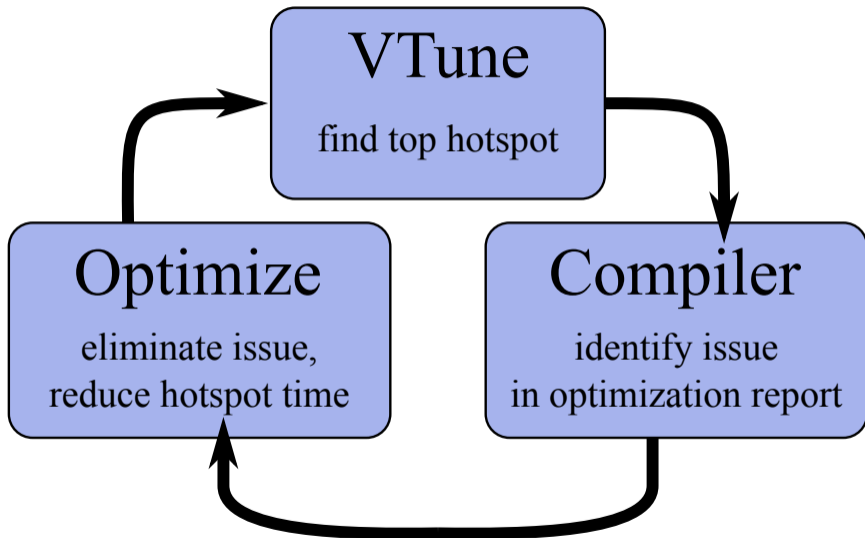 VTune
find top hotspot
Optimize
eliminate issue,
reduce hotspot time
Compiler
identify issue
in optimization report